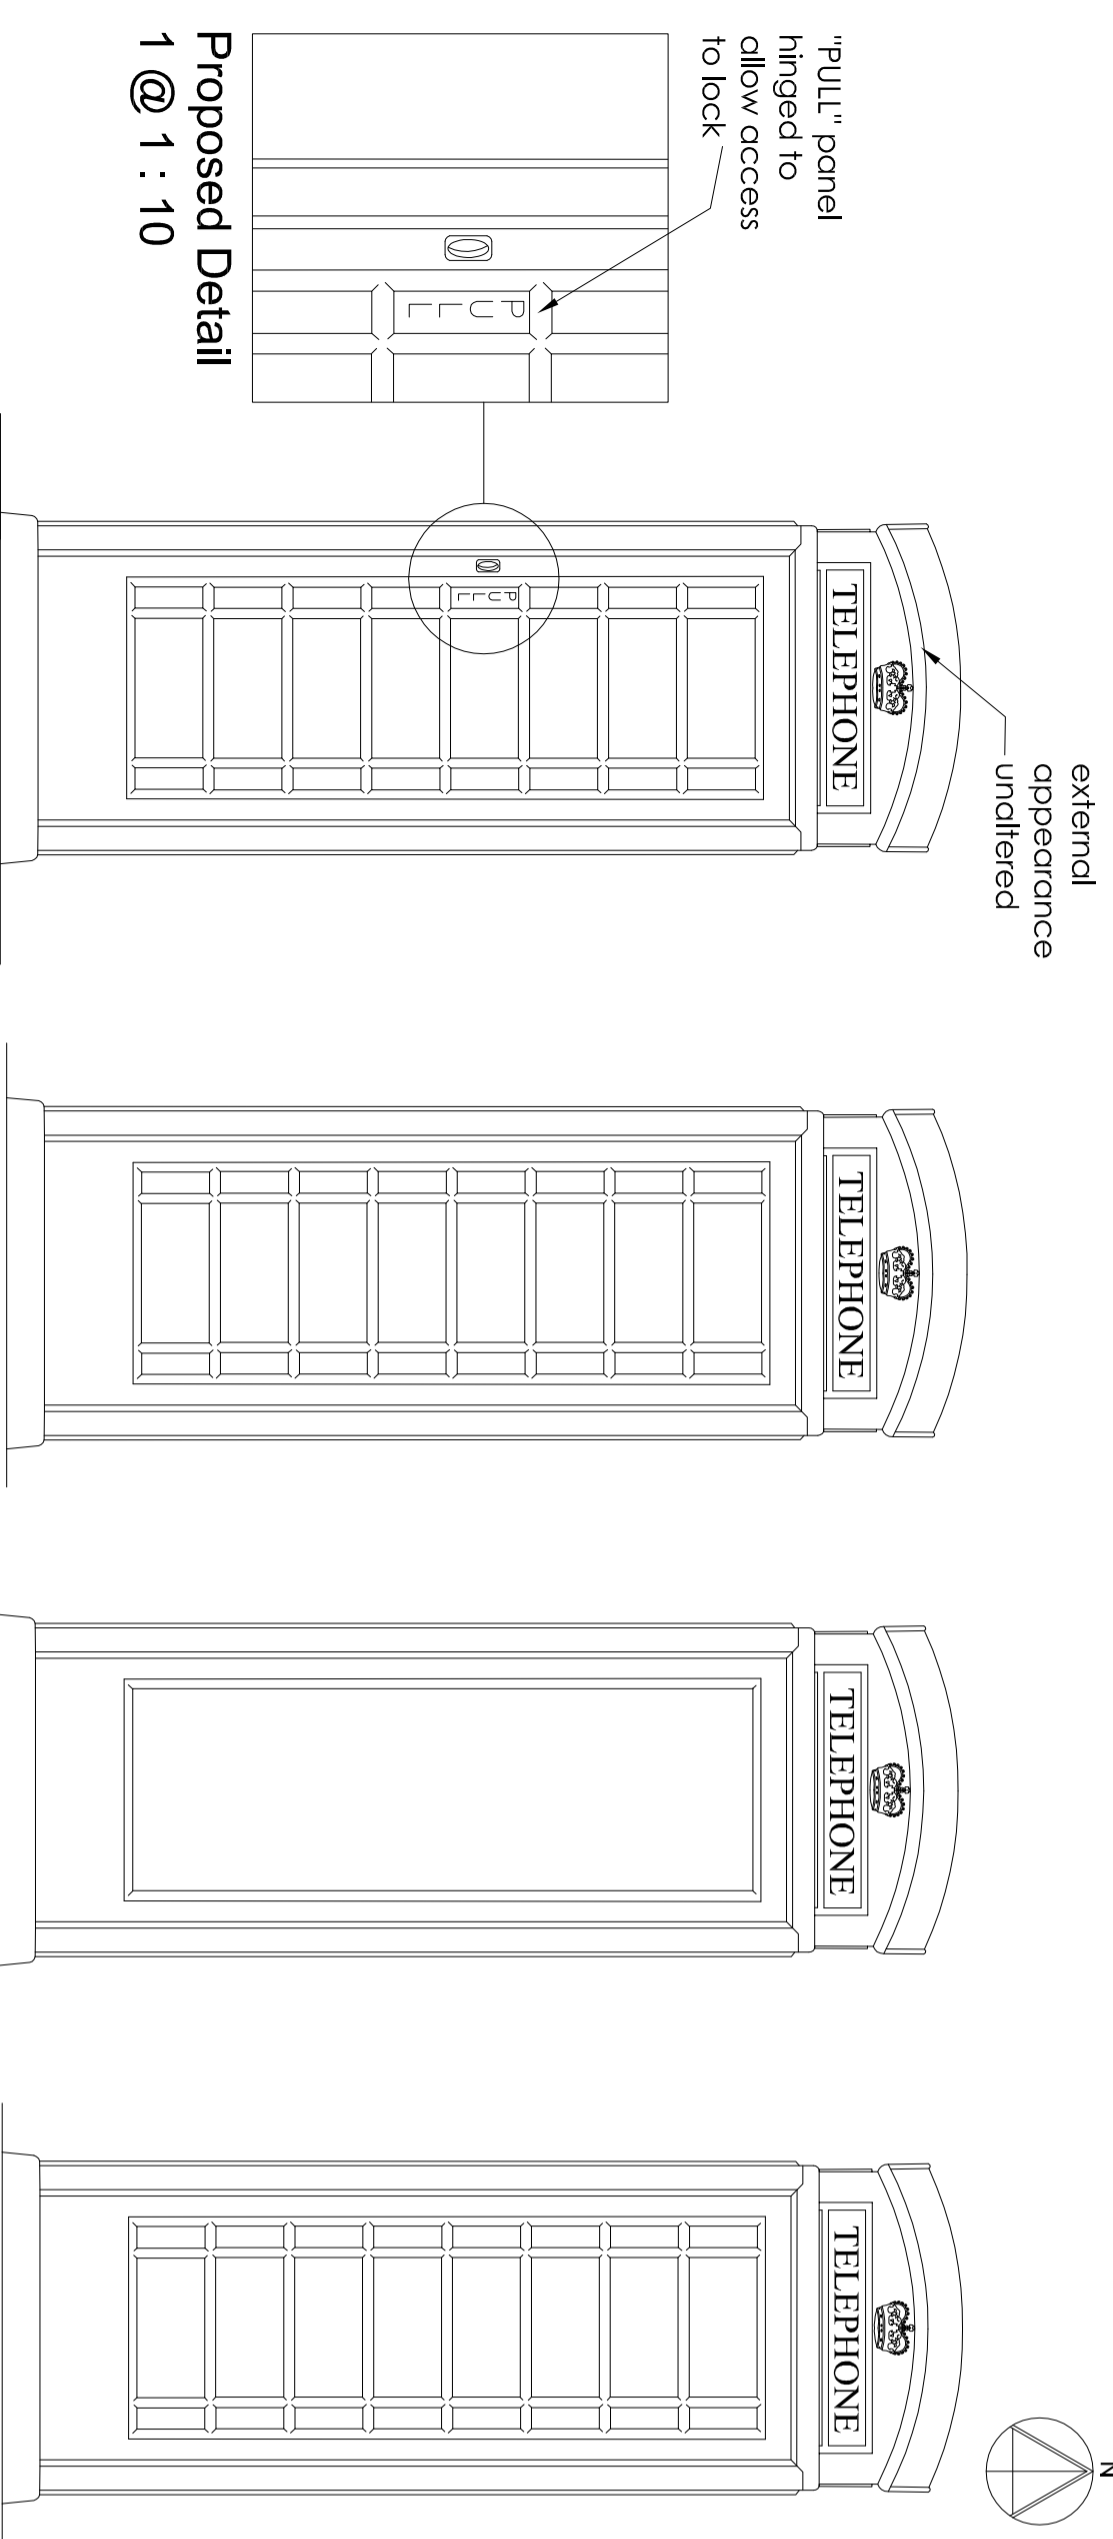 external
appearance
unaltered
N
"PULL" panel
hinged to
allow access
to lock
TELEPHONE
TELEPHONE
TELEPHONE
TELEPHONE
PULL
PULL
Proposed Detail
1 @ 1 : 10